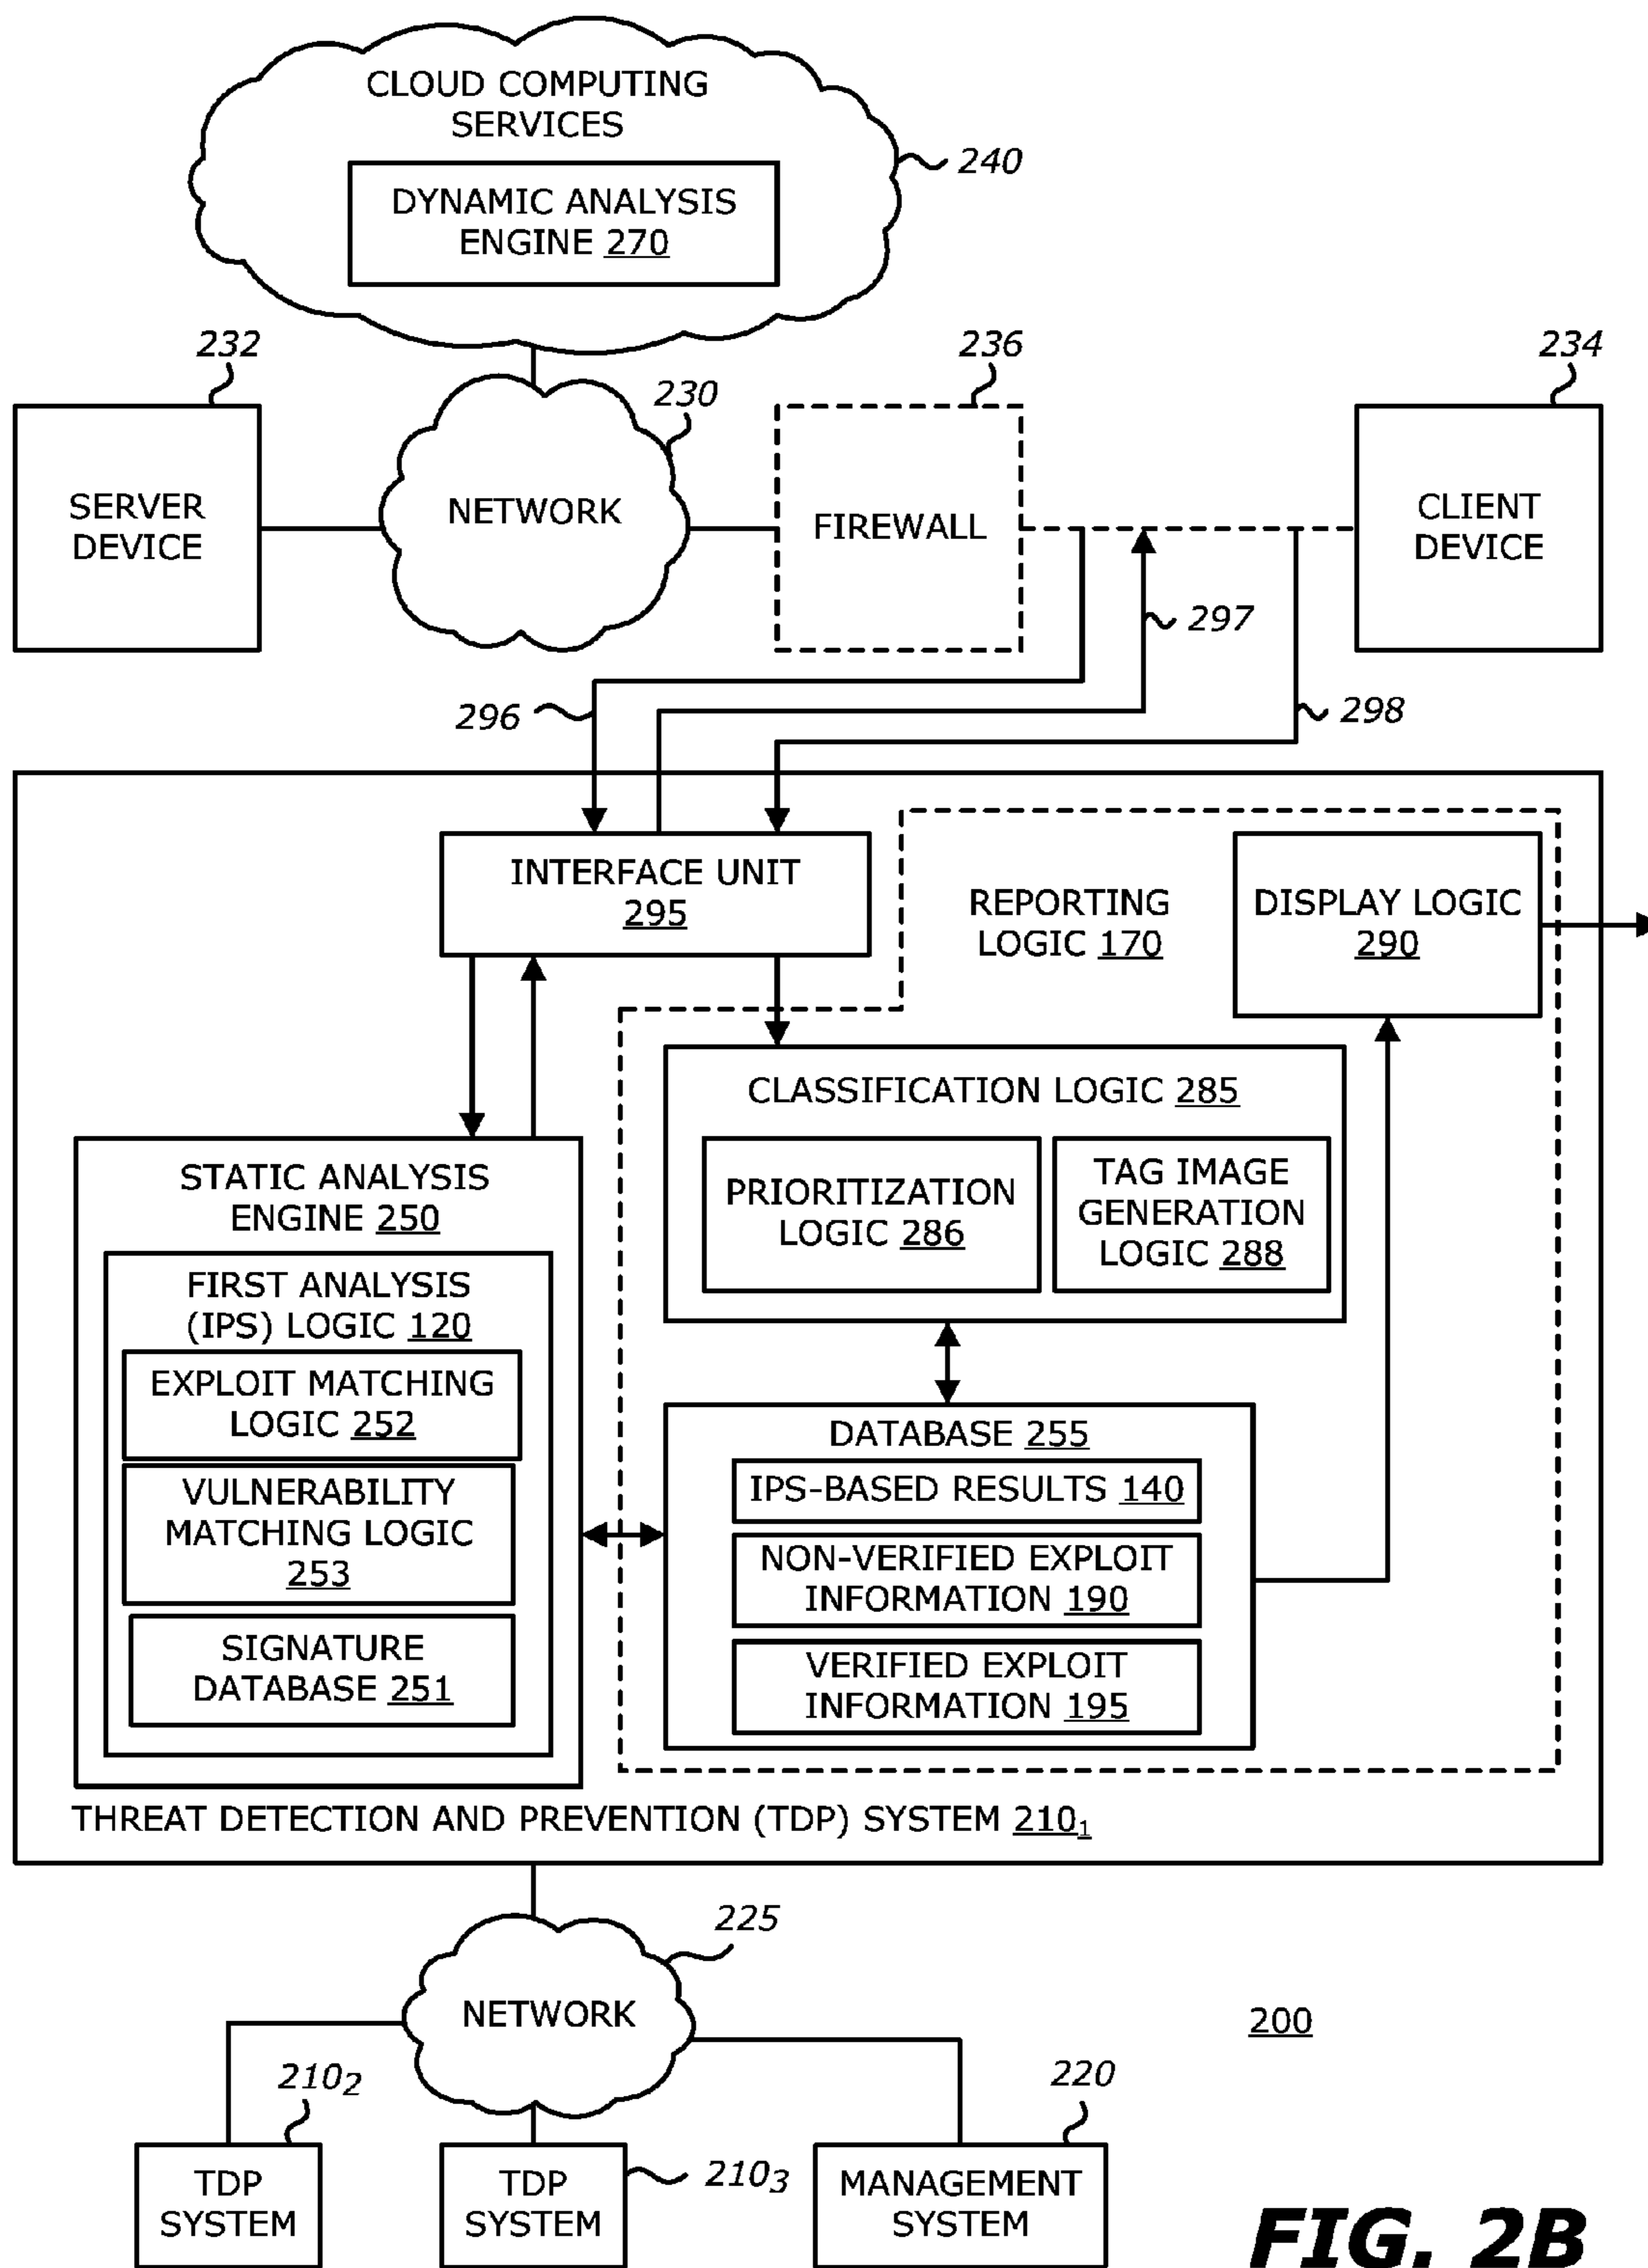 CLOUD COMPUTING
SERVICES
240
DYNAMIC ANALYSIS
ENGINE 270
232
236
234
230
SERVER
DEVICE
NETWORK
FIREWALL
CLIENT
DEVICE
297
296
298
INTERFACE UNIT
295
REPORTING
LOGIC 170
DISPLAY LOGIC
290
CLASSIFICATION LOGIC 285
PRIORITIZATION
LOGIC 286
TAG IMAGE
GENERATION
LOGIC 288
STATIC ANALYSIS
ENGINE 250
FIRST ANALYSIS
(IPS) LOGIC 120
EXPLOIT MATCHING
LOGIC 252
VULNERABILITY
MATCHING LOGIC
253
SIGNATURE
DATABASE 251
DATABASE 255
IPS-BASED RESULTS 140
NON-VERIFIED EXPLOIT
INFORMATION 190
VERIFIED EXPLOIT
INFORMATION 195
THREAT DETECTION AND PREVENTION (TDP) SYSTEM 210₁
225
NETWORK
200
210₂
220
TDP
SYSTEM
TDP
SYSTEM
210₃
MANAGEMENT
SYSTEM
FIG. 2B